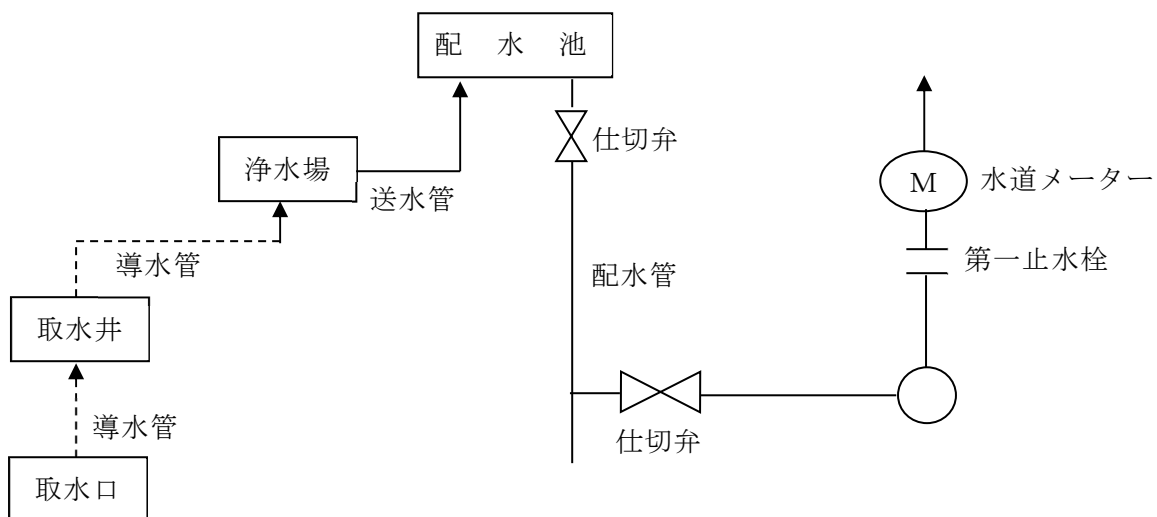 配水池
仕切弁
浄水場
送水管
M 水道メーター
導水管
配水管
第一止水栓
取水井
導水管
仕切弁
取水口